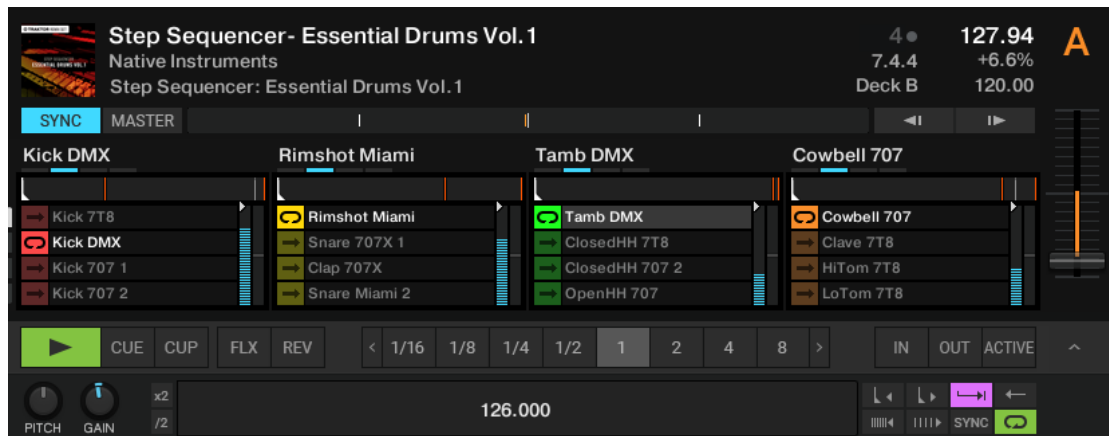 Step Sequencer- Essential Drums Vol.1
Native Instruments
Step Sequencer: Essential Drums Vol.1
4 127.94 A
7.4.4 +6.6%
Deck B 120.00
SYNC MASTER
Kick DMX Rimshot Miami Tamb DMX Cowbell 707
Kick 7T8 Rimshot Miami Tamb DMX Cowbell 707
Kick DMX Snare 707X 1 ClosedHH 7T8 Clave 7T8
Kick 707 1 Clap 707X ClosedHH 707 2 HiTom 7T8
Kick 707 2 Snare Miami 2 OpenHH 707 LoTom 7T8
CUE CUP FLX REV < 1/16 1/8 1/4 1/2 1 2 4 8 > IN OUT ACTIVE
x2
/2 126.000
PITCH GAIN SYNC